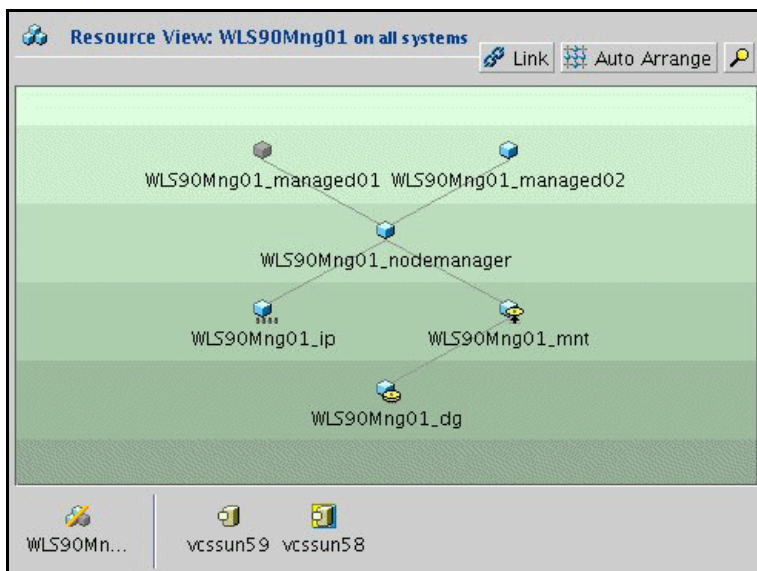 Resource View: WLS90Mng01 on all systems
Link Auto Arrange
WLS90Mng01_managed01 WLS90Mng01_managed02
WLS90Mng01_nodemanager
WLS90Mng01_ip WLS90Mng01_mnt
WLS90Mng01_dg
WLS90Mn... vcssun59 vcssun58